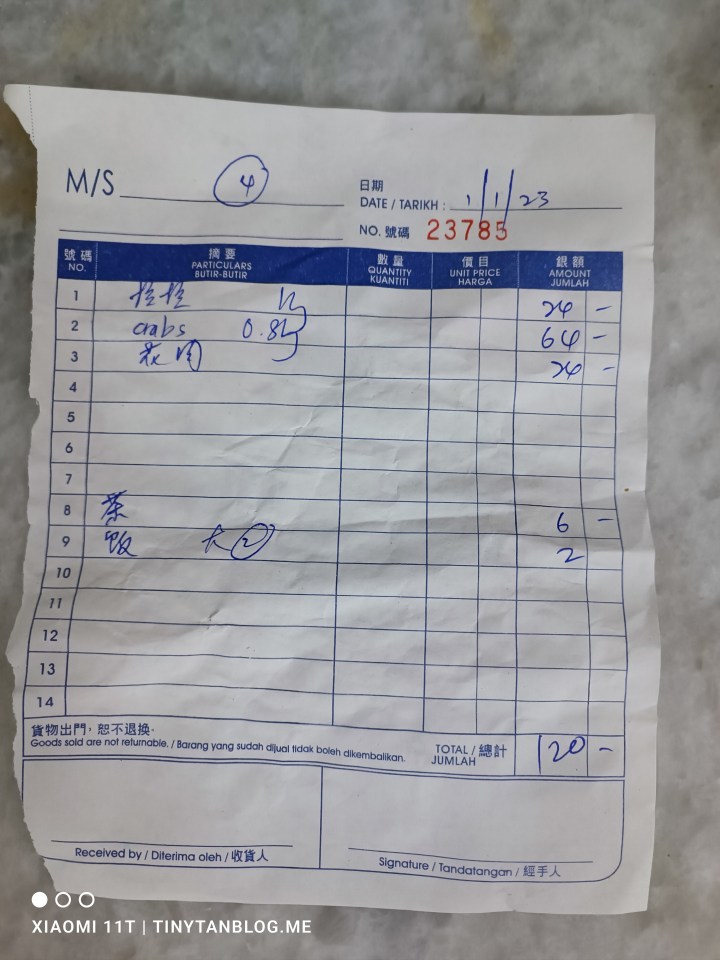 M/S 4
日期
DATE / TARIKH : 1/1/23
NO. 號碼 23785
號碼 摘要 數量 價目 銀額
NO. PARTICULARS QUANTITY UNIT PRICE AMOUNT
BUTIR-BUTIR KUANTITI HARGA JUMLAH
1 拉拉 24 -
2 crabs 0.8 64 -
3 24 -
4
5
6
7
8 茶 6 -
9 飯 大 2 2
10
11
12
13
14
貨物出門，恕不退換。
Goods sold are not returnable. / Barang yang sudah dijual tidak boleh dikembalikan.
TOTAL / 總計 120 -
JUMLAH
Received by / Diterima oleh / 收貨人
Signature / Tandatangan / 經手人
XIAOMI 11T | TINYTANBLOG.ME